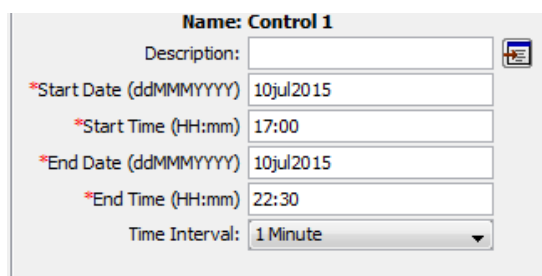 Name: Control 1
Description:
*Start Date (ddMMMYYYY) 10jul2015
*Start Time (HH:mm) 17:00
*End Date (ddMMMYYYY) 10jul2015
*End Time (HH:mm) 22:30
Time Interval: 1 Minute